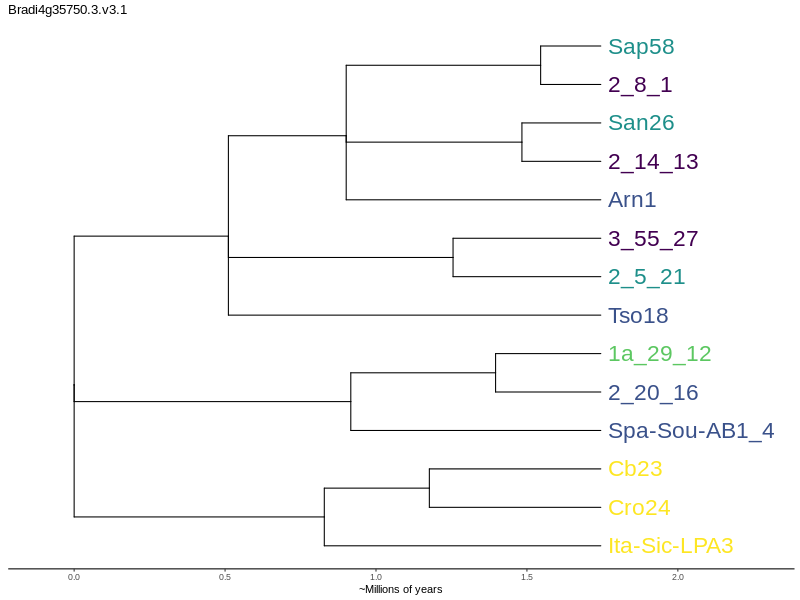 Bradi4g35750.3.v3.1
Sap58
2_8_1
San26
2_14_13
Arn1
3_55_27
2_5_21
Tso18
1a_29_12
2_20_16
Spa-Sou-AB1_4
Cb23
Cro24
Ita-Sic-LPA3
0.0 0.5 1.0 1.5 2.0
~Millions of years